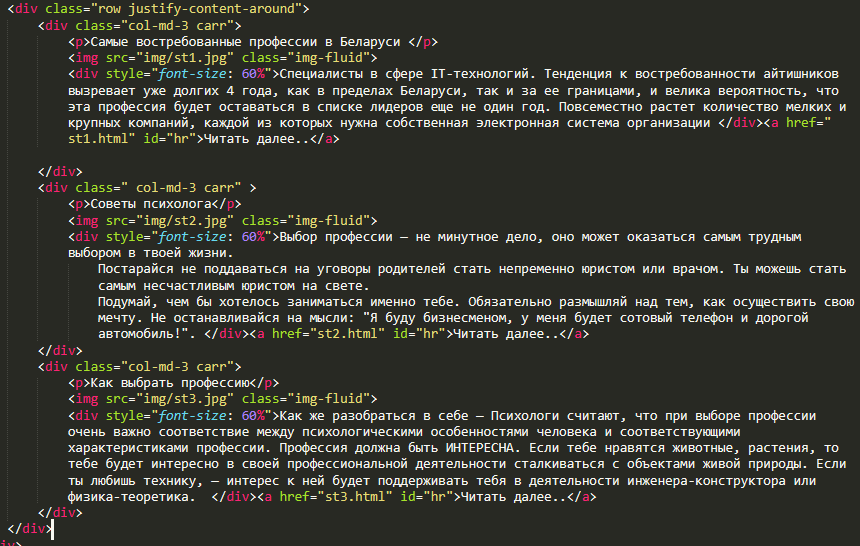 <div class="row justify-content-around">
<div class="col-md-3 carr">
<p>Самые востребованные профессии в Беларуси </p>
<img src="img/st1.jpg" class="img-fluid">
<div style="font-size: 60%">Специалисты в сфере IT-технологий. Тенденция к востребованности айтишников
вызревает уже долгих 4 года, как в пределах Беларуси, так и за ее границами, и велика вероятность, что
эта профессия будет оставаться в списке лидеров еще не один год. Повсеместно растет количество мелких и
крупных компаний, каждой из которых нужна собственная электронная система организации </div><a href="
st1.html" id="hr">Читать далее..</a>
</div>
<div class=" col-md-3 carr" >
<p>Советы психолога</p>
<img src="img/st2.jpg" class="img-fluid">
<div style="font-size: 60%">Выбор профессии – не минутное дело, оно может оказаться самым трудным
выбором в твоей жизни.
Постарайся не поддаваться на уговоры родителей стать непременно юристом или врачом. Ты можешь стать
самым несчастливым юристом на свете.
Подумай, чем бы хотелось заниматься именно тебе. Обязательно размышляй над тем, как осуществить свою
мечту. Не останавливайся на мысли: "Я буду бизнесменом, у меня будет сотовый телефон и дорогой
автомобиль!". </div><a href="st2.html" id="hr">Читать далее..</a>
</div>
<div class="col-md-3 carr">
<p>Как выбрать профессию</p>
<img src="img/st3.jpg" class="img-fluid">
<div style="font-size: 60%">Как же разобраться в себе – Психологи считают, что при выборе профессии
очень важно соответствие между психологическими особенностями человека и соответствующими
характеристиками профессии. Профессия должна быть ИНТЕРЕСНА. Если тебе нравятся животные, растения, то
тебе будет интересно в своей профессиональной деятельности сталкиваться с объектами живой природы. Если
ты любишь технику, – интерес к ней будет поддерживать тебя в деятельности инженера-конструктора или
физика-теоретика.  </div><a href="st3.html" id="hr">Читать далее..</a>
</div>
</div>